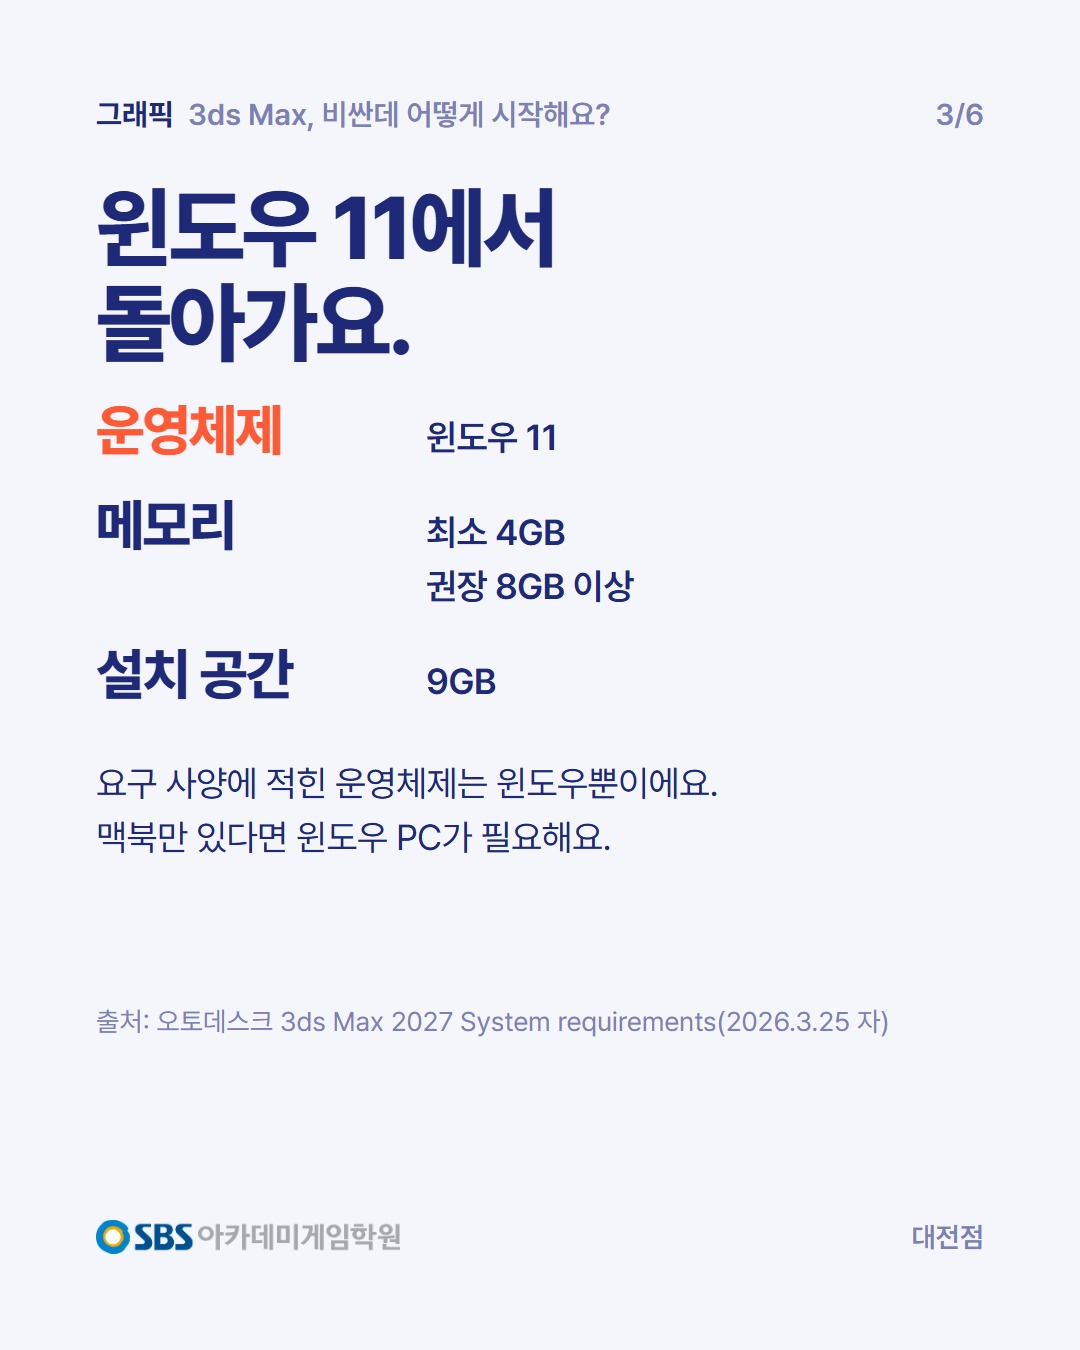 그래픽 3ds Max, 비싼데 어떻게 시작해요? 3/6
윈도우 11에서
돌아가요.
운영체제 윈도우 11
메모리 최소 4GB
권장 8GB 이상
설치 공간 9GB
요구 사양에 적힌 운영체제는 윈도우뿐이에요.
맥북만 있다면 윈도우 PC가 필요해요.
출처: 오토데스크 3ds Max 2027 System requirements(2026.3.25 자)
SBS 아카데미게임학원 대전점